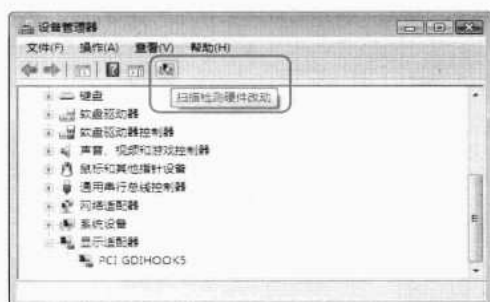 设备管理器
文件(F) 操作(A) 查看(V) 帮助(H)
扫描检测硬件改动
键盘
软盘驱动器
软盘驱动器控制器
声音、视频和游戏控制器
鼠标和其他指针设备
通用串行总线控制器
网络适配器
系统设备
显示适配器
PCI GDIHOOK5